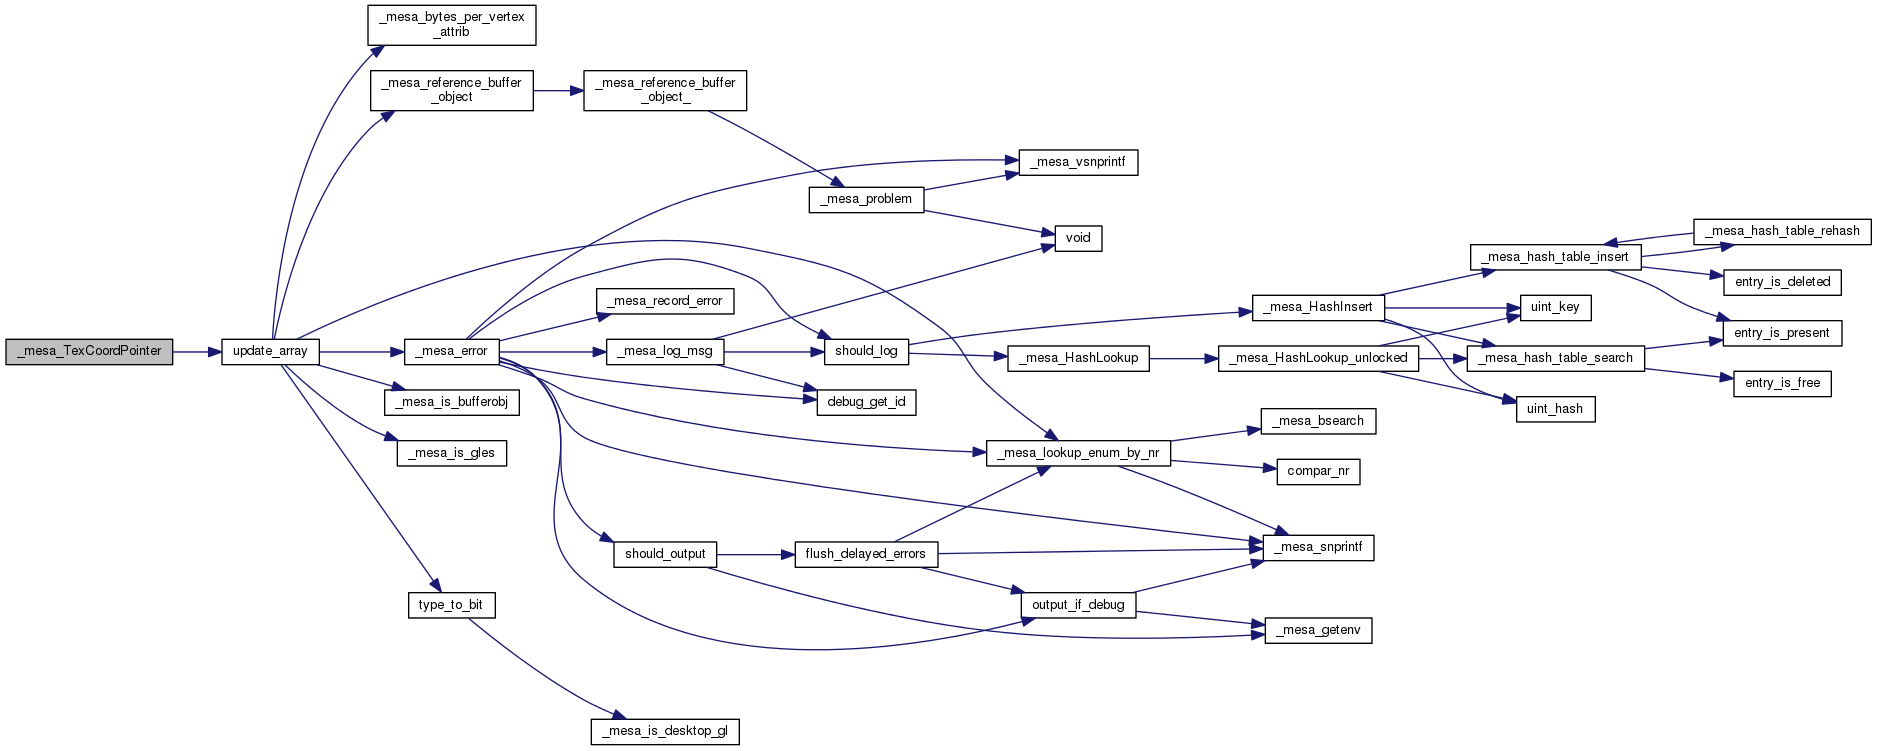 _mesa_bytes_per_vertex
_attrib
_mesa_reference_buffer
_object
_mesa_reference_buffer
_object_
_mesa_vsnprintf
_mesa_problem
void
_mesa_hash_table_rehash
_mesa_hash_table_insert
entry_is_deleted
_mesa_record_error
_mesa_HashInsert
uint_key
entry_is_present
_mesa_TexCoordPointer
update_array
_mesa_error
_mesa_log_msg
should_log
_mesa_HashLookup
_mesa_HashLookup_unlocked
_mesa_hash_table_search
entry_is_free
_mesa_is_bufferobj
debug_get_id
uint_hash
_mesa_bsearch
_mesa_is_gles
_mesa_lookup_enum_by_nr
compar_nr
should_output
flush_delayed_errors
_mesa_snprintf
type_to_bit
output_if_debug
_mesa_getenv
_mesa_is_desktop_gl